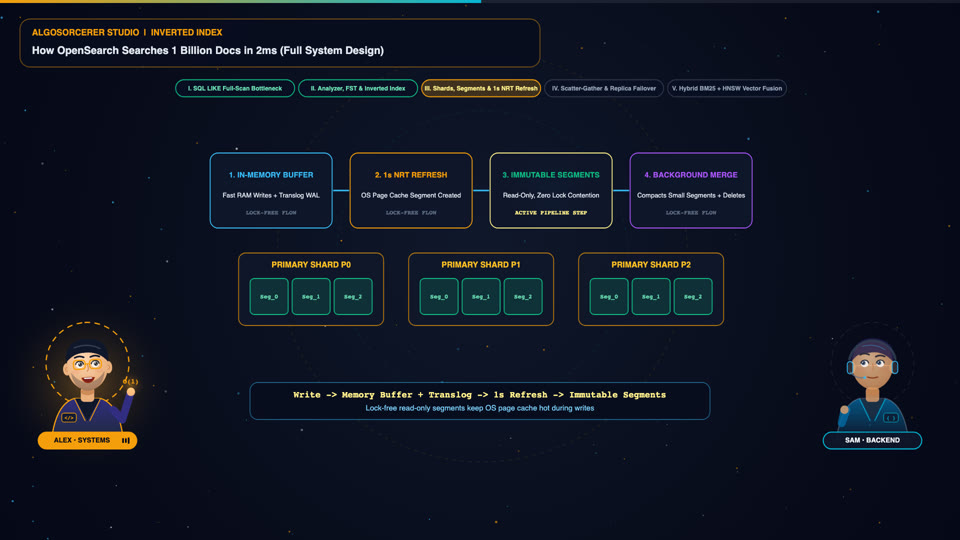 ALGOSORCERER STUDIO | INVERTED INDEX
How OpenSearch Searches 1 Billion Docs in 2ms (Full System Design)
I. SQL LIKE Full-Scan Bottleneck
II. Analyzer, FST & Inverted Index
III. Shards, Segments & 1s NRT Refresh
IV. Scatter-Gather & Replica Failover
V. Hybrid BM25 + HNSW Vector Fusion
1. IN-MEMORY BUFFER
Fast RAM Writes + Translog WAL
LOCK-FREE FLOW
2. 1s NRT REFRESH
OS Page Cache Segment Created
LOCK-FREE FLOW
3. IMMUTABLE SEGMENTS
Read-Only, Zero Lock Contention
ACTIVE PIPELINE STEP
4. BACKGROUND MERGE
Compacts Small Segments + Deletes
LOCK-FREE FLOW
PRIMARY SHARD P0
Seg_0 Seg_1 Seg_2
PRIMARY SHARD P1
Seg_0 Seg_1 Seg_2
PRIMARY SHARD P2
Seg_0 Seg_1 Seg_2
Write -> Memory Buffer + Translog -> 1s Refresh -> Immutable Segments
Lock-free read-only segments keep OS page cache hot during writes
</>
ALEX · SYSTEMS
{ }
SAM · BACKEND